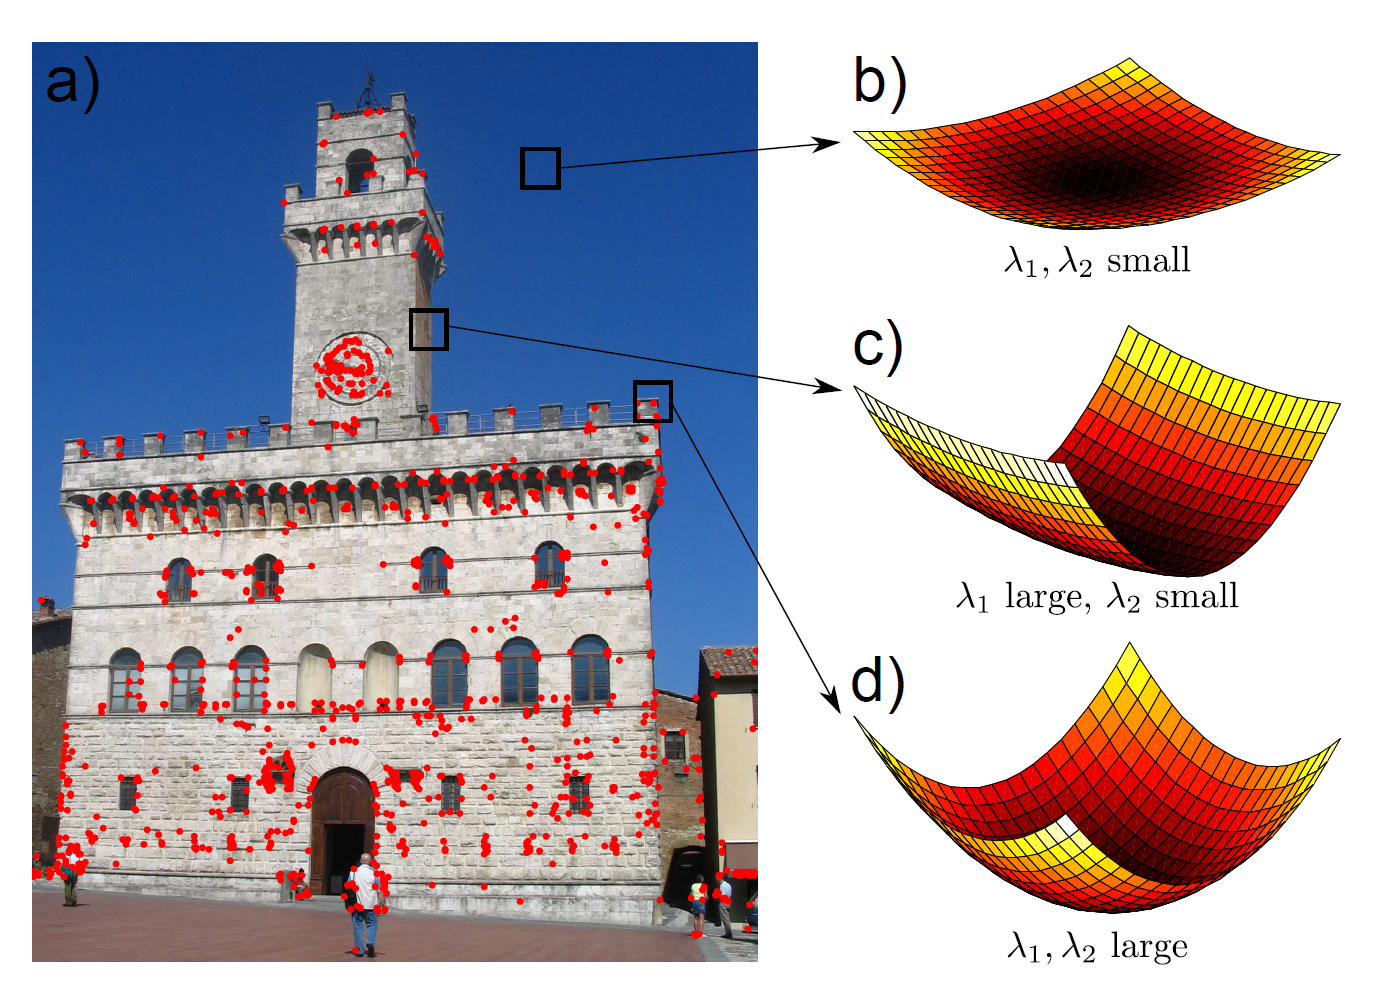 a)
b)
λ₁, λ₂ small
c)
λ₁ large, λ₂ small
d)
λ₁, λ₂ large